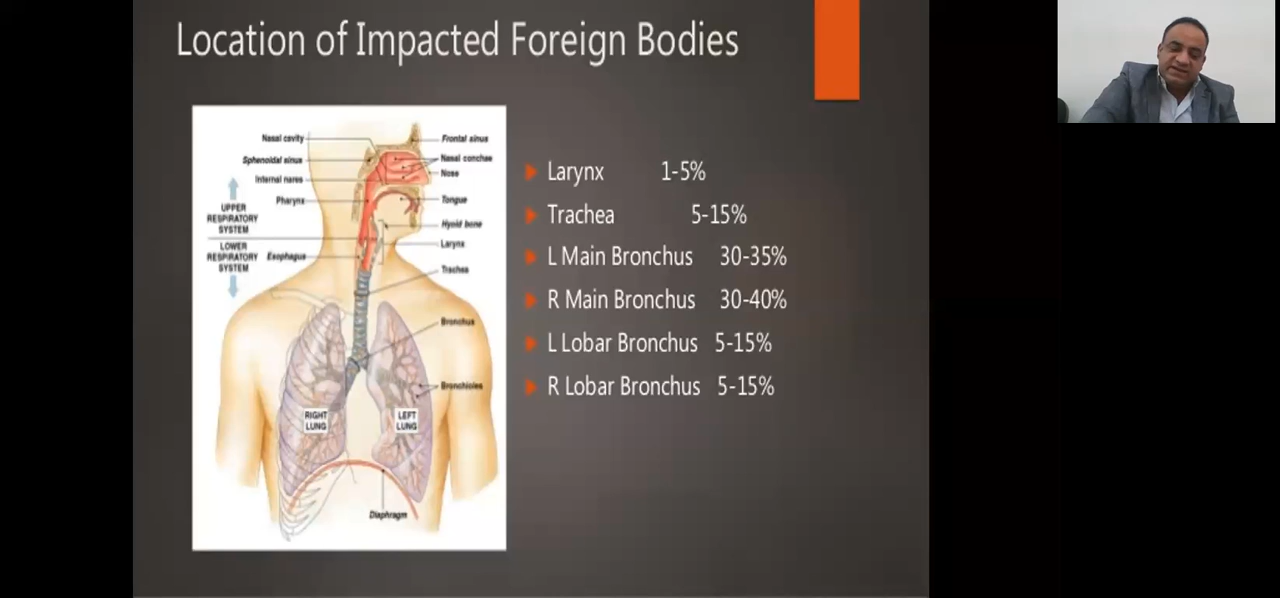 Location of Impacted Foreign Bodies
Nasal cavity
Frontal sinus
Sphenoidal sinus
Nasal conchae
Internal nares
Nose
Pharynx
Tongue
UPPER
RESPIRATORY
SYSTEM
Hyoid bone
LOWER
RESPIRATORY
SYSTEM
Esophagus
Larynx
Trachea
Bronchus
Bronchioles
RIGHT
LUNG
LEFT
LUNG
Diaphragm
Larynx 1-5%
Trachea 5-15%
L Main Bronchus 30-35%
R Main Bronchus 30-40%
L Lobar Bronchus 5-15%
R Lobar Bronchus 5-15%